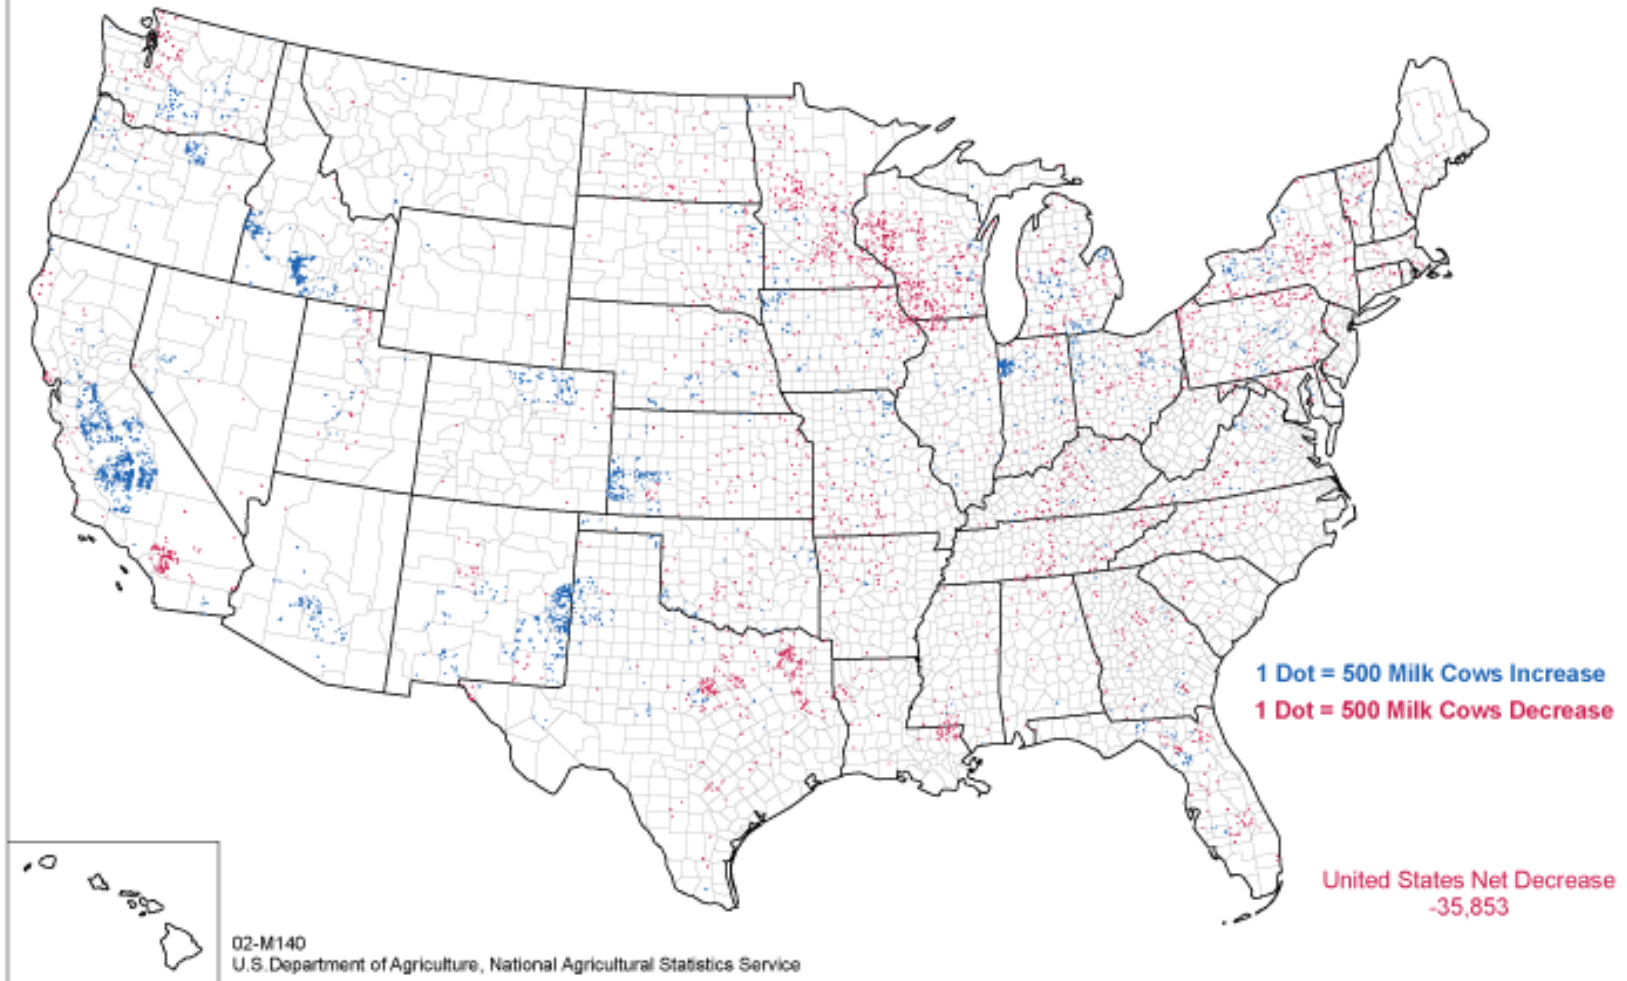 1 Dot = 500 Milk Cows Increase
1 Dot = 500 Milk Cows Decrease
United States Net Decrease
-35,853
02-M140
U.S.Department of Agriculture, National Agricultural Statistics Service